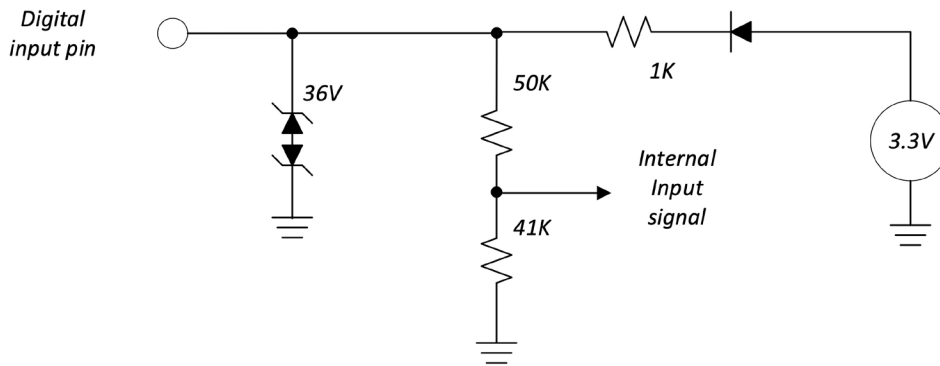 Digital
input pin
36V
50K
1K
3.3V
Internal
Input
signal
41K